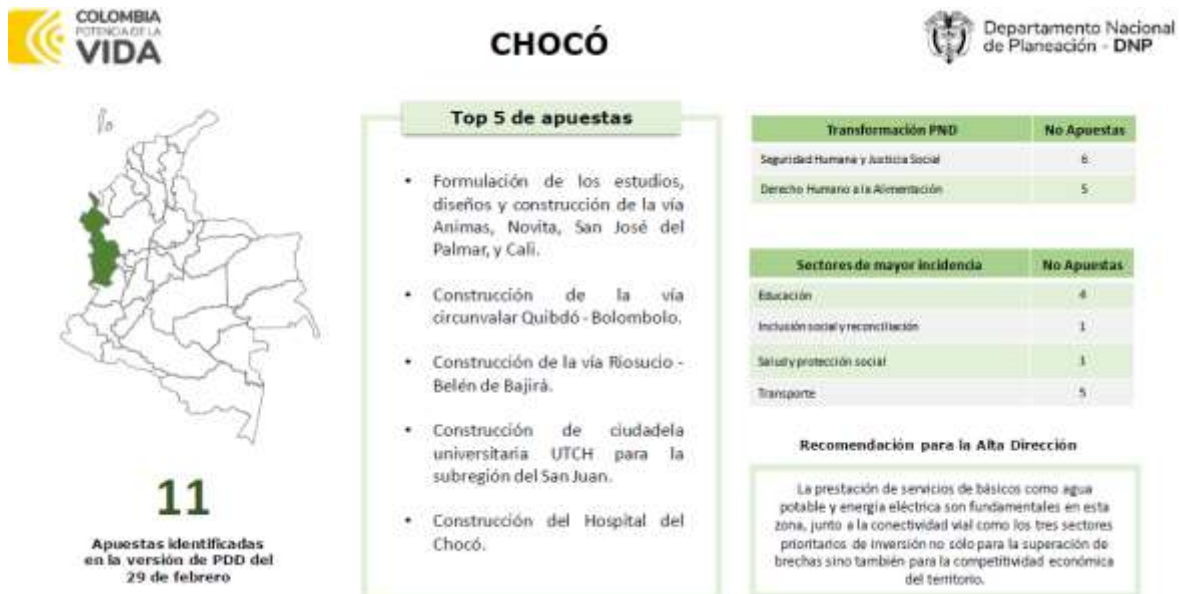 COLOMBIA
POTENCIA DE LA
VIDA
CHOCÓ
Departamento Nacional
de Planeación - DNP
11
Apuestas identificadas
en la versión de PDD del
29 de febrero
Top 5 de apuestas
• Formulación de los estudios,
diseños y construcción de la vía
Animas, Novita, San José del
Palmar, y Cali.
• Construcción de la vía
circunvalar Quibdó - Bolombolo.
• Construcción de la vía Riosucio -
Belén de Bajirá.
• Construcción de ciudadela
universitaria UTCH para la
subregión del San Juan.
• Construcción del Hospital del
Chocó.
Transformación PND No Apuestas
Seguridad Humana y Justicia Social 6
Derecho Humano a la Alimentación 5
Sectores de mayor incidencia No Apuestas
Educación 4
Inclusión social y reconciliación 1
Salud y protección social 1
Transporte 5
Recomendación para la Alta Dirección
La prestación de servicios de básicos como agua
potable y energía eléctrica son fundamentales en esta
zona, junto a la conectividad vial como los tres sectores
prioritarios de inversión no sólo para la superación de
brechas sino también para la competitividad económica
del territorio.